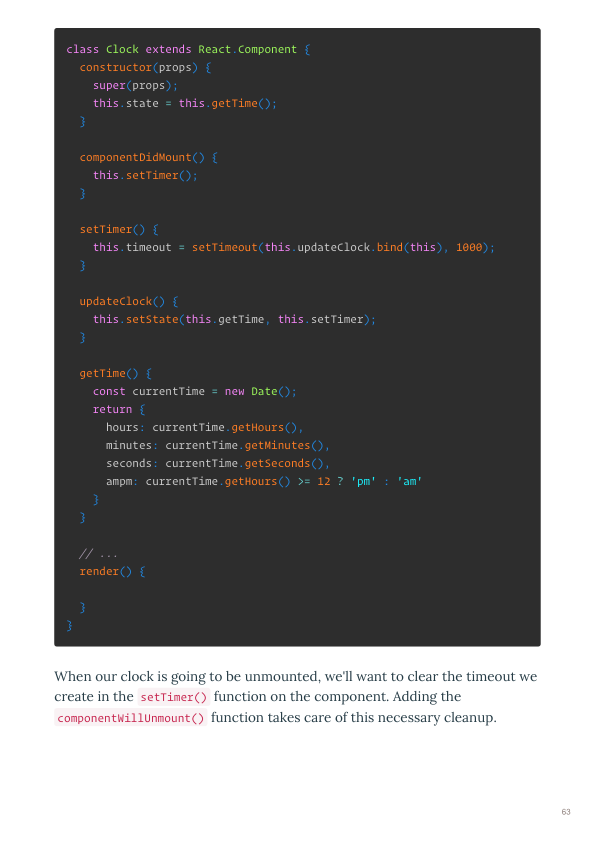 class Clock extends React.Component {
  constructor(props) {
    super(props);
    this.state = this.getTime();
  }

  componentDidMount() {
    this.setTimer();
  }

  setTimer() {
    this.timeout = setTimeout(this.updateClock.bind(this), 1000);
  }

  updateClock() {
    this.setState(this.getTime, this.setTimer);
  }

  getTime() {
    const currentTime = new Date();
    return {
      hours: currentTime.getHours(),
      minutes: currentTime.getMinutes(),
      seconds: currentTime.getSeconds(),
      ampm: currentTime.getHours() >= 12 ? 'pm' : 'am'
    }
  }

  // ...
  render() {

  }
}
When our clock is going to be unmounted, we'll want to clear the timeout we
create in the setTimer() function on the component. Adding the
componentWillUnmount() function takes care of this necessary cleanup.
63